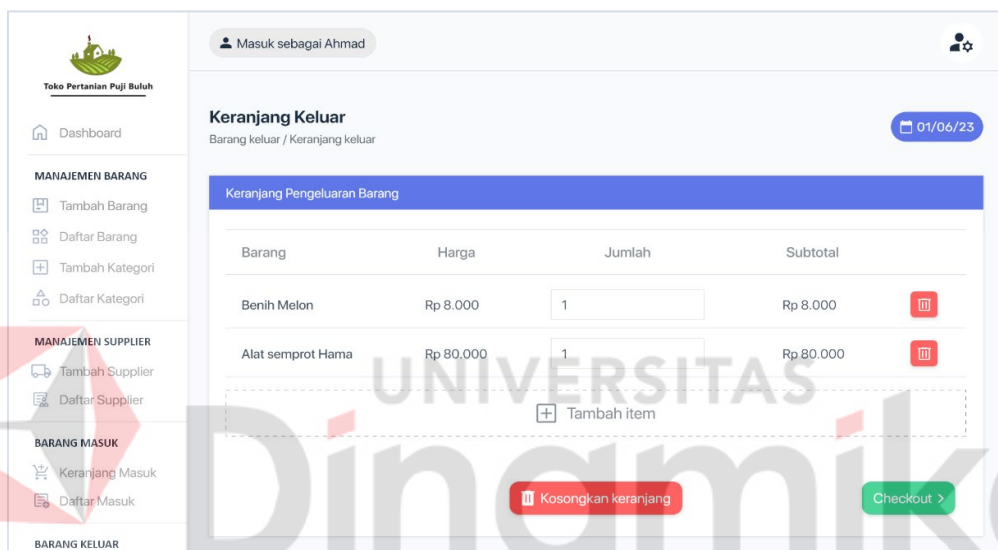 Toko Pertanian Puji Buluh
Dashboard
MANAJEMEN BARANG
Tambah Barang
Daftar Barang
Tambah Kategori
Daftar Kategori
MANAJEMEN SUPPLIER
Tambah Supplier
Daftar Supplier
BARANG MASUK
Keranjang Masuk
Daftar Masuk
BARANG KELUAR
Masuk sebagai Ahmad
Keranjang Keluar
Barang keluar / Keranjang keluar
01/06/23
Keranjang Pengeluaran Barang
Barang Harga Jumlah Subtotal
Benih Melon Rp 8.000 1 Rp 8.000
Alat semprot Hama Rp 80.000 1 Rp 80.000
Tambah item
Kosongkan keranjang
Checkout >
UNIVERSITAS
Dinamika